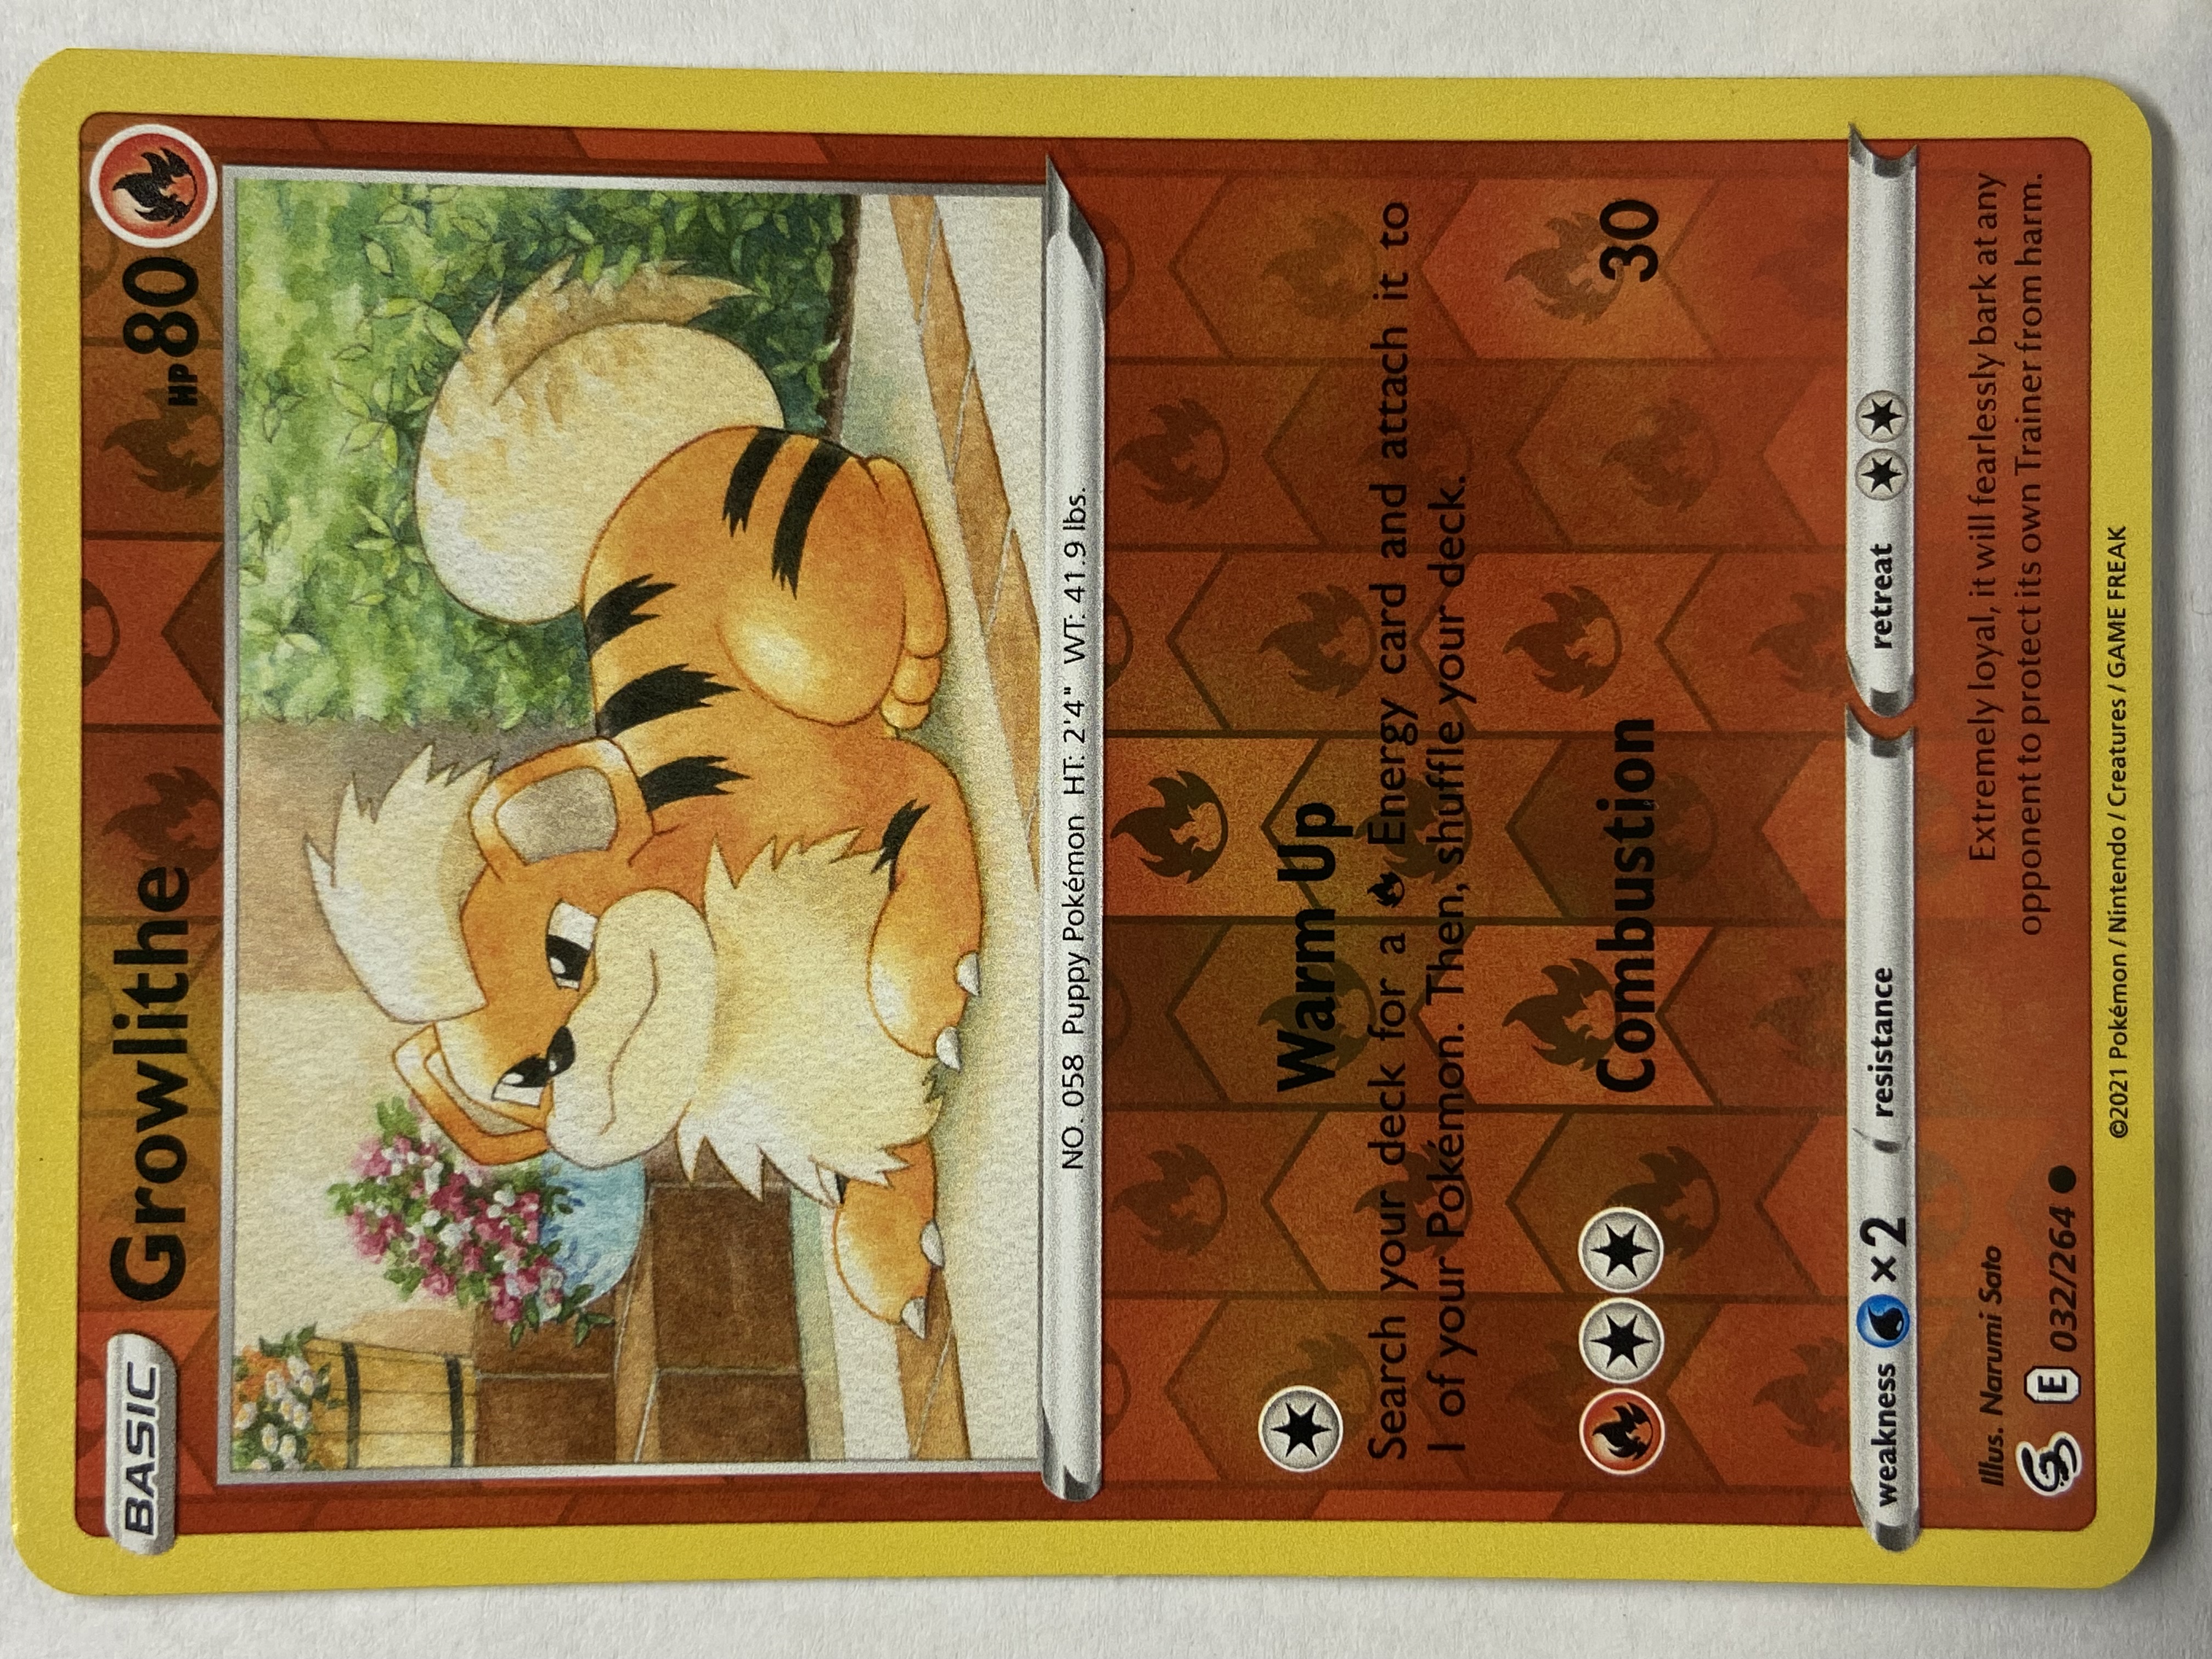 BASIC Growlithe HP 80
NO. 058 Puppy Pokémon HT: 2'4" WT: 41.9 lbs.
Warm Up
Search your deck for a Energy card and attach it to
1 of your Pokémon. Then, shuffle your deck.
Combustion 30
weakness ×2 resistance retreat
Illus. Narumi Sato
Extremely loyal, it will fearlessly bark at any
opponent to protect its own Trainer from harm.
E 032/264
©2021 Pokémon / Nintendo / Creatures / GAME FREAK